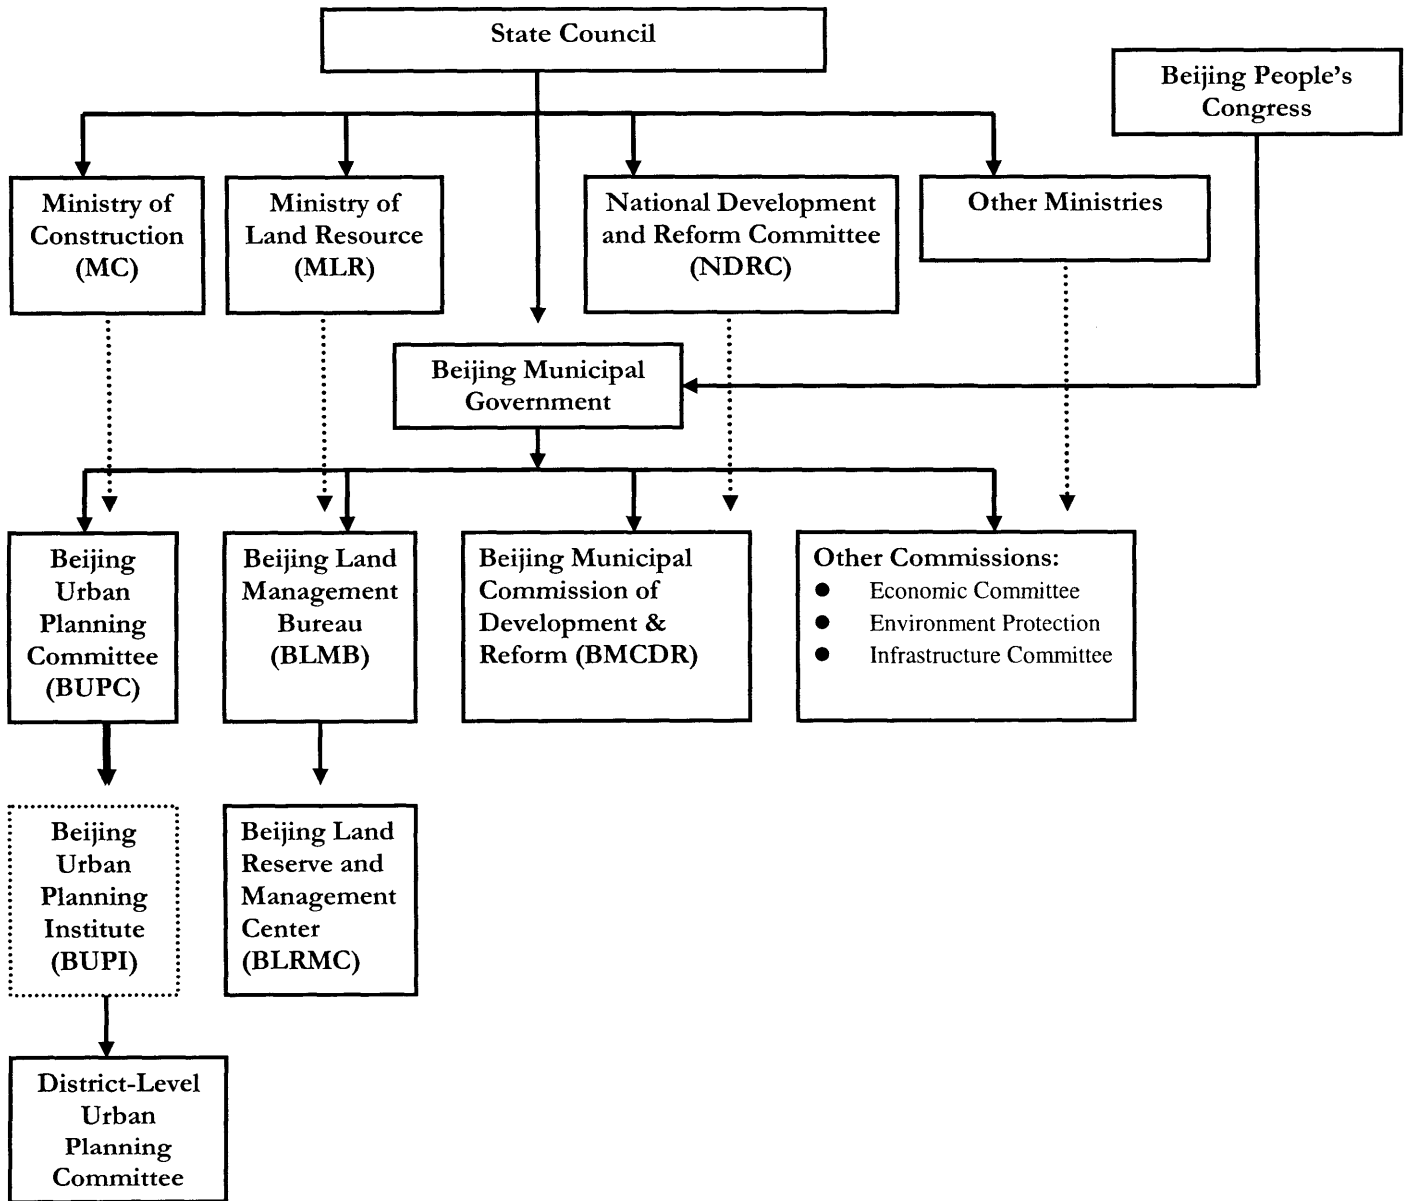 State Council
Beijing People's
Congress
Ministry of
Construction
(MC)
Ministry of
Land Resource
(MLR)
National Development
and Reform Committee
(NDRC)
Other Ministries
Beijing Municipal
Government
Beijing
Urban
Planning
Committee
(BUPC)
Beijing Land
Management
Bureau
(BLMB)
Beijing Municipal
Commission of
Development &
Reform (BMCDR)
Other Commissions:
● Economic Committee
● Environment Protection
● Infrastructure Committee
Beijing
Urban
Planning
Institute
(BUPI)
Beijing Land
Reserve and
Management
Center
(BLRMC)
District-Level
Urban
Planning
Committee